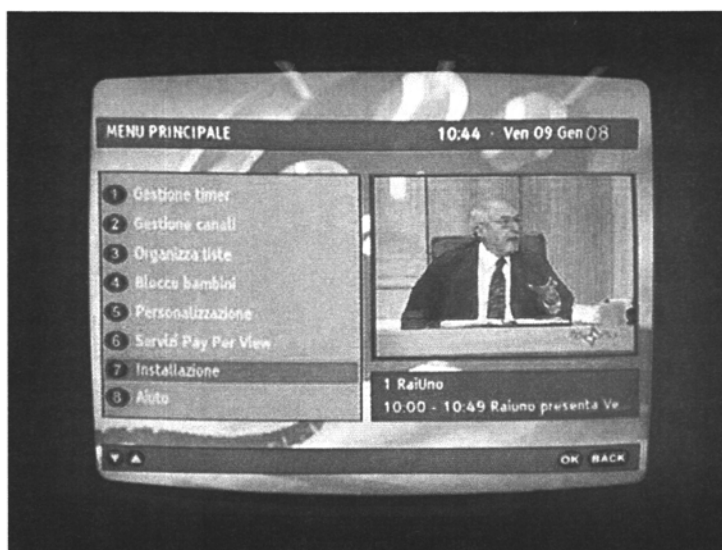 MENU PRINCIPALE
10:44 · Ven 09 Gen 08
1 Gestione timer
2 Gestione canali
3 Organizza liste
4 Blocco bambini
5 Personalizzazione
6 Servizi Pay Per View
7 Installazione
8 Aiuto
1 RaiUno
10:00 - 10:49 Raiuno presenta Ve...
OK BACK